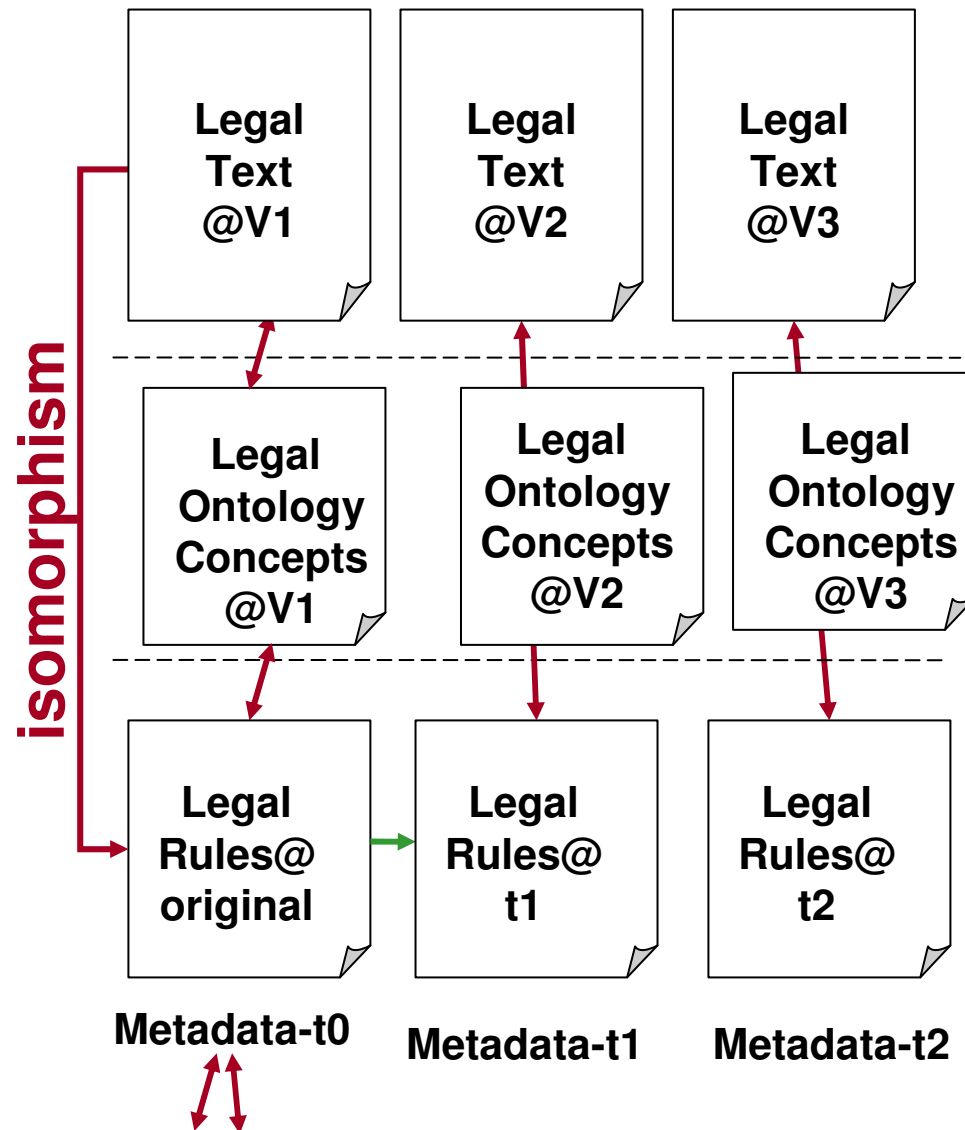 Legal
Text
@V1
Legal
Text
@V2
Legal
Text
@V3
isomorphism
Legal
Ontology
Concepts
@V1
Legal
Ontology
Concepts
@V2
Legal
Ontology
Concepts
@V3
Legal
Rules@
original
Legal
Rules@
t1
Legal
Rules@
t2
Metadata-t0
Metadata-t1
Metadata-t2